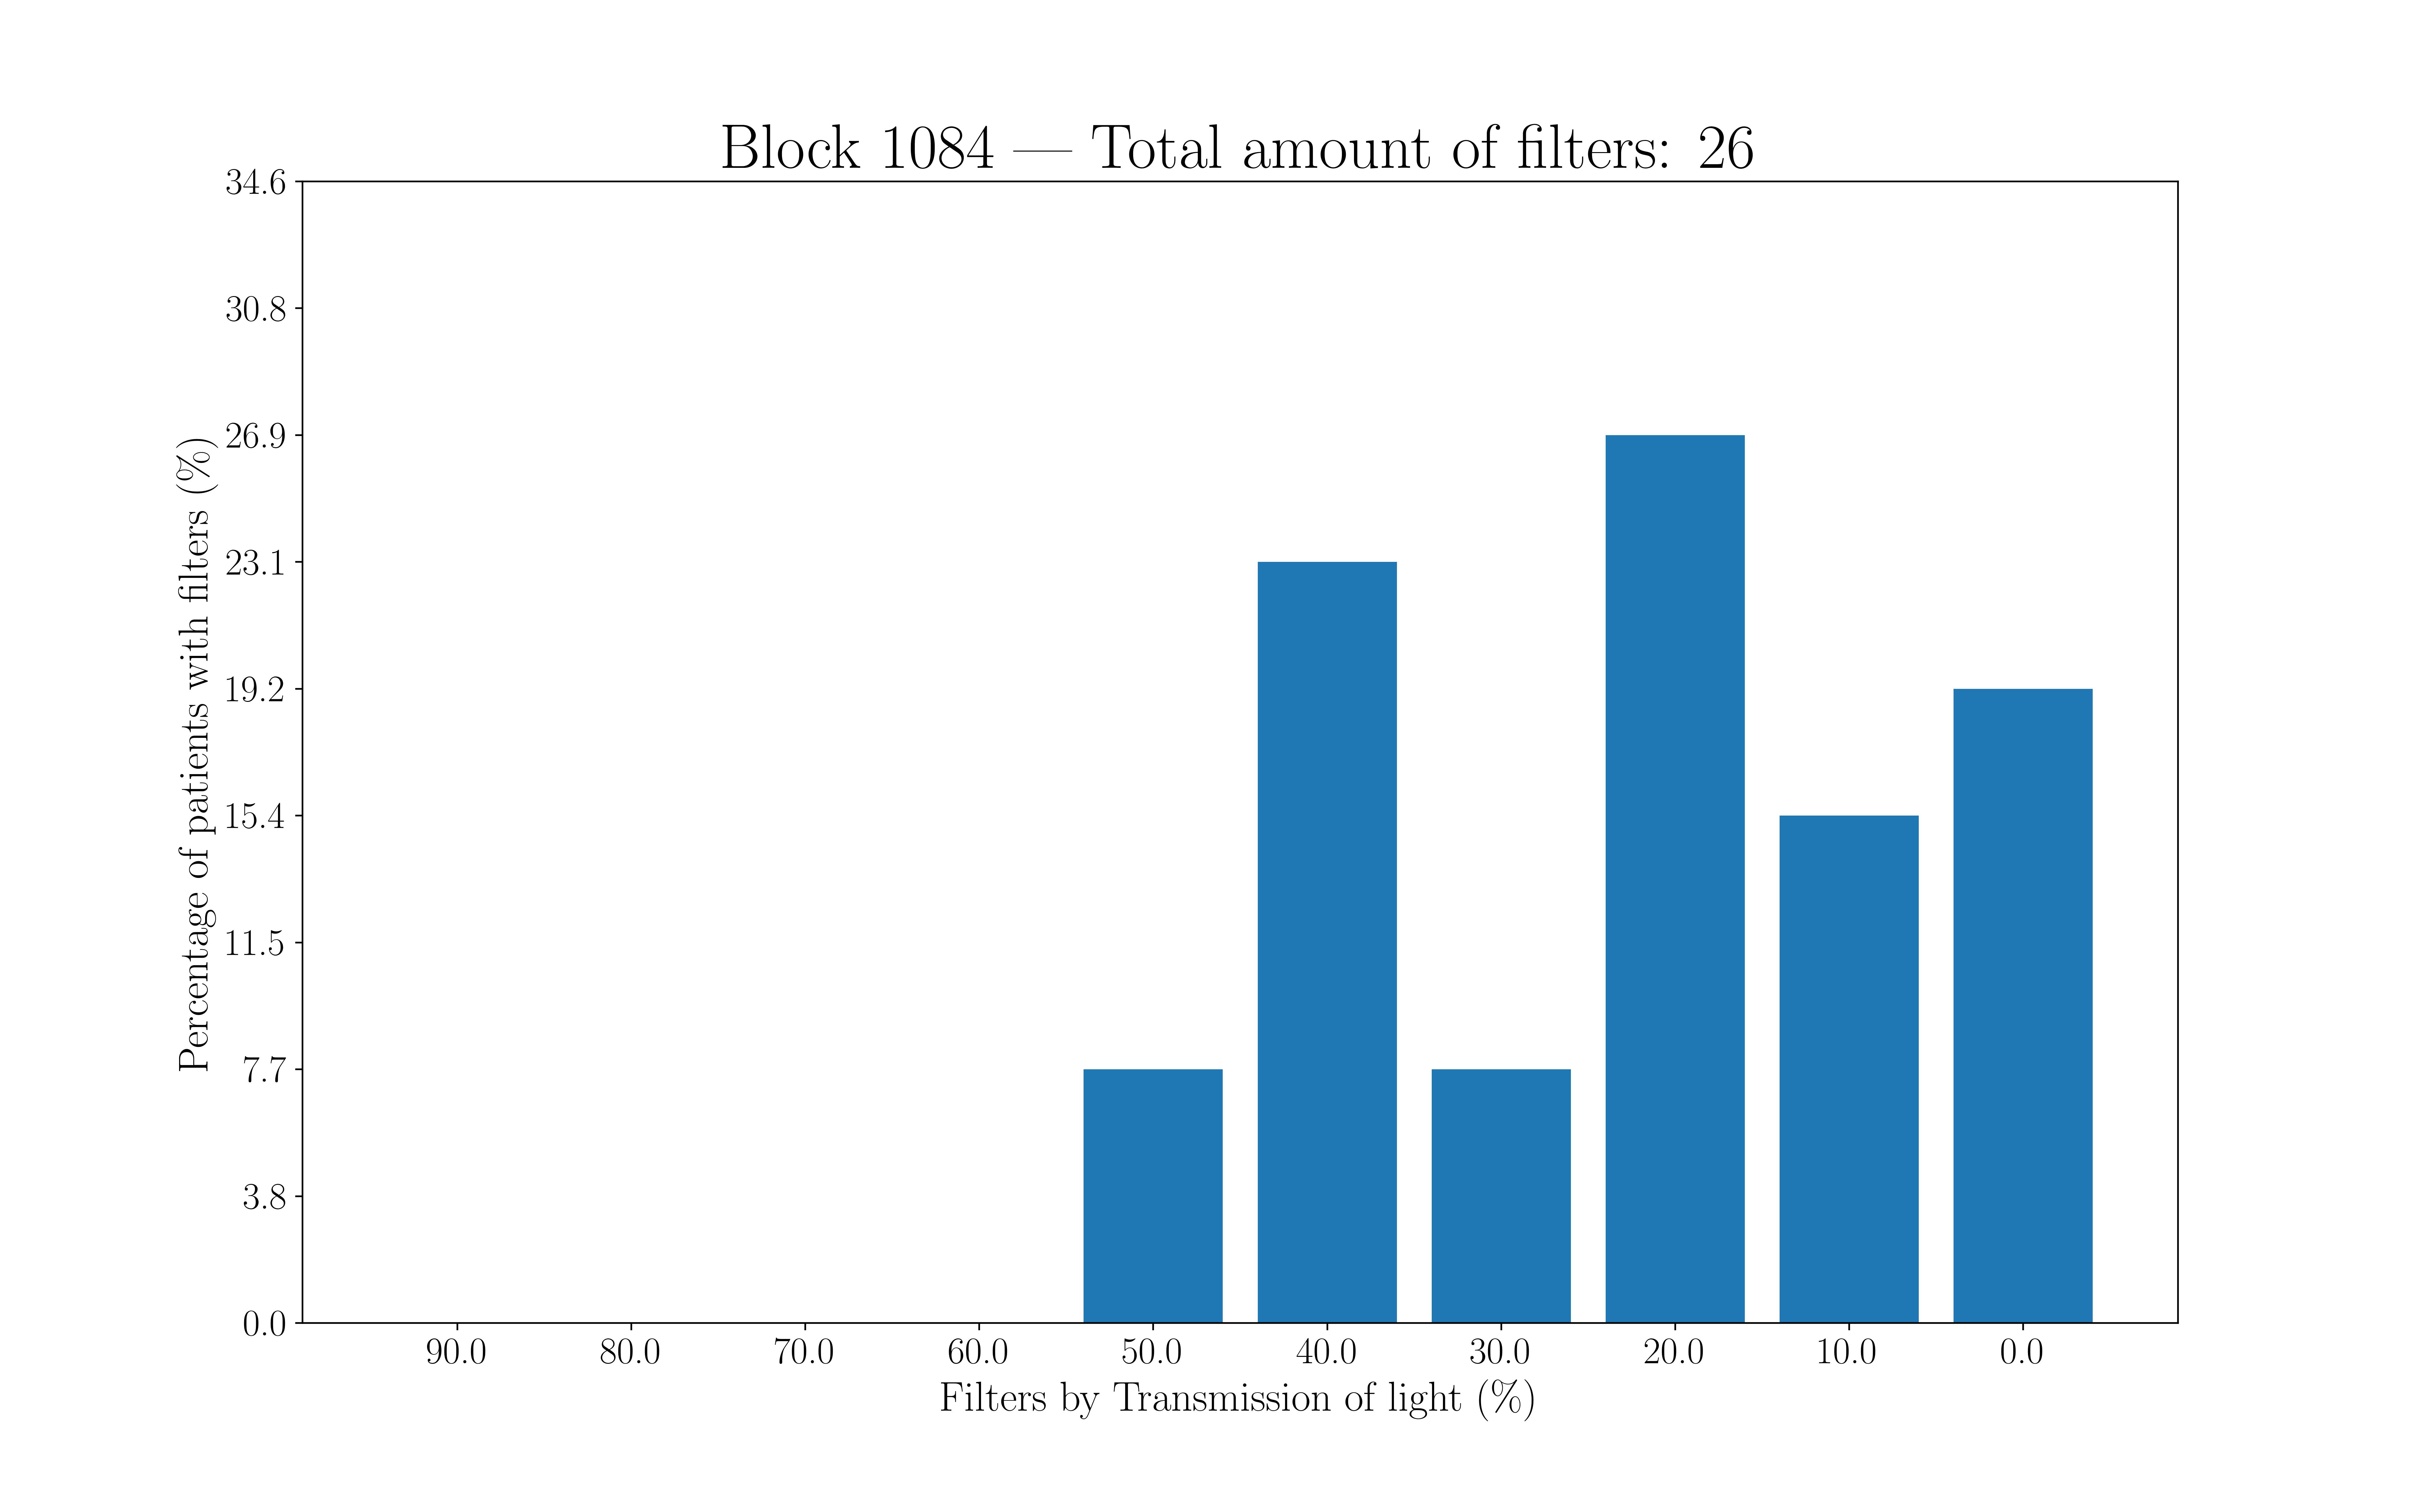 Block 1084 — Total amount of filters: 26
34.6
30.8
26.9
23.1
19.2
15.4
11.5
7.7
3.8
0.0
Percentage of patients with filters (%)
90.0 80.0 70.0 60.0 50.0 40.0 30.0 20.0 10.0 0.0
Filters by Transmission of light (%)